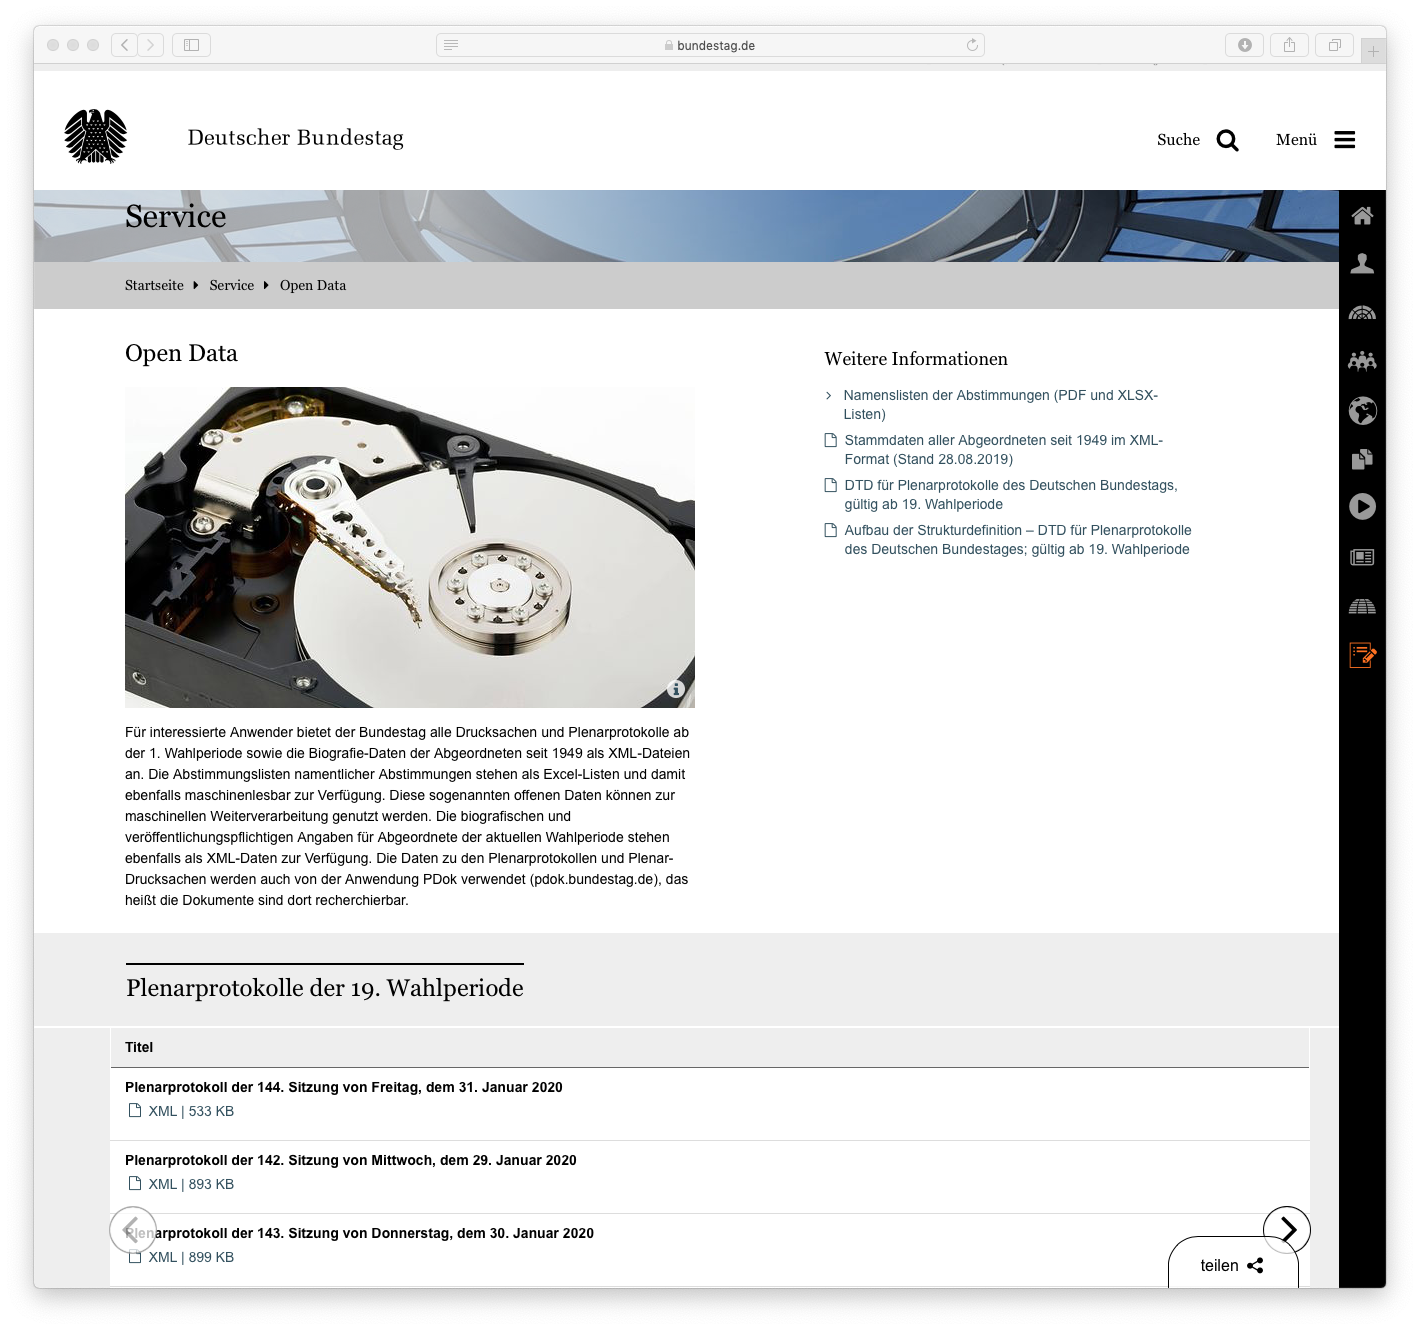 bundestag.de
Deutscher Bundestag
Suche
Menü
Service
Startseite
Service
Open Data
Open Data
Für interessierte Anwender bietet der Bundestag alle Drucksachen und Plenarprotokolle ab
der 1. Wahlperiode sowie die Biografie-Daten der Abgeordneten seit 1949 als XML-Dateien
an. Die Abstimmungslisten namentlicher Abstimmungen stehen als Excel-Listen und damit
ebenfalls maschinenlesbar zur Verfügung. Diese sogenannten offenen Daten können zur
maschinellen Weiterverarbeitung genutzt werden. Die biografischen und
veröffentlichungspflichtigen Angaben für Abgeordnete der aktuellen Wahlperiode stehen
ebenfalls als XML-Daten zur Verfügung. Die Daten zu den Plenarprotokollen und Plenar-
Drucksachen werden auch von der Anwendung PDok verwendet (pdok.bundestag.de), das
heißt die Dokumente sind dort recherchierbar.
Weitere Informationen
Namenslisten der Abstimmungen (PDF und XLSX-
Listen)
Stammdaten aller Abgeordneten seit 1949 im XML-
Format (Stand 28.08.2019)
DTD für Plenarprotokolle des Deutschen Bundestags,
gültig ab 19. Wahlperiode
Aufbau der Strukturdefinition – DTD für Plenarprotokolle
des Deutschen Bundestages; gültig ab 19. Wahlperiode
Plenarprotokolle der 19. Wahlperiode
Titel
Plenarprotokoll der 144. Sitzung von Freitag, dem 31. Januar 2020
XML | 533 KB
Plenarprotokoll der 142. Sitzung von Mittwoch, dem 29. Januar 2020
XML | 893 KB
Plenarprotokoll der 143. Sitzung von Donnerstag, dem 30. Januar 2020
XML | 899 KB
teilen